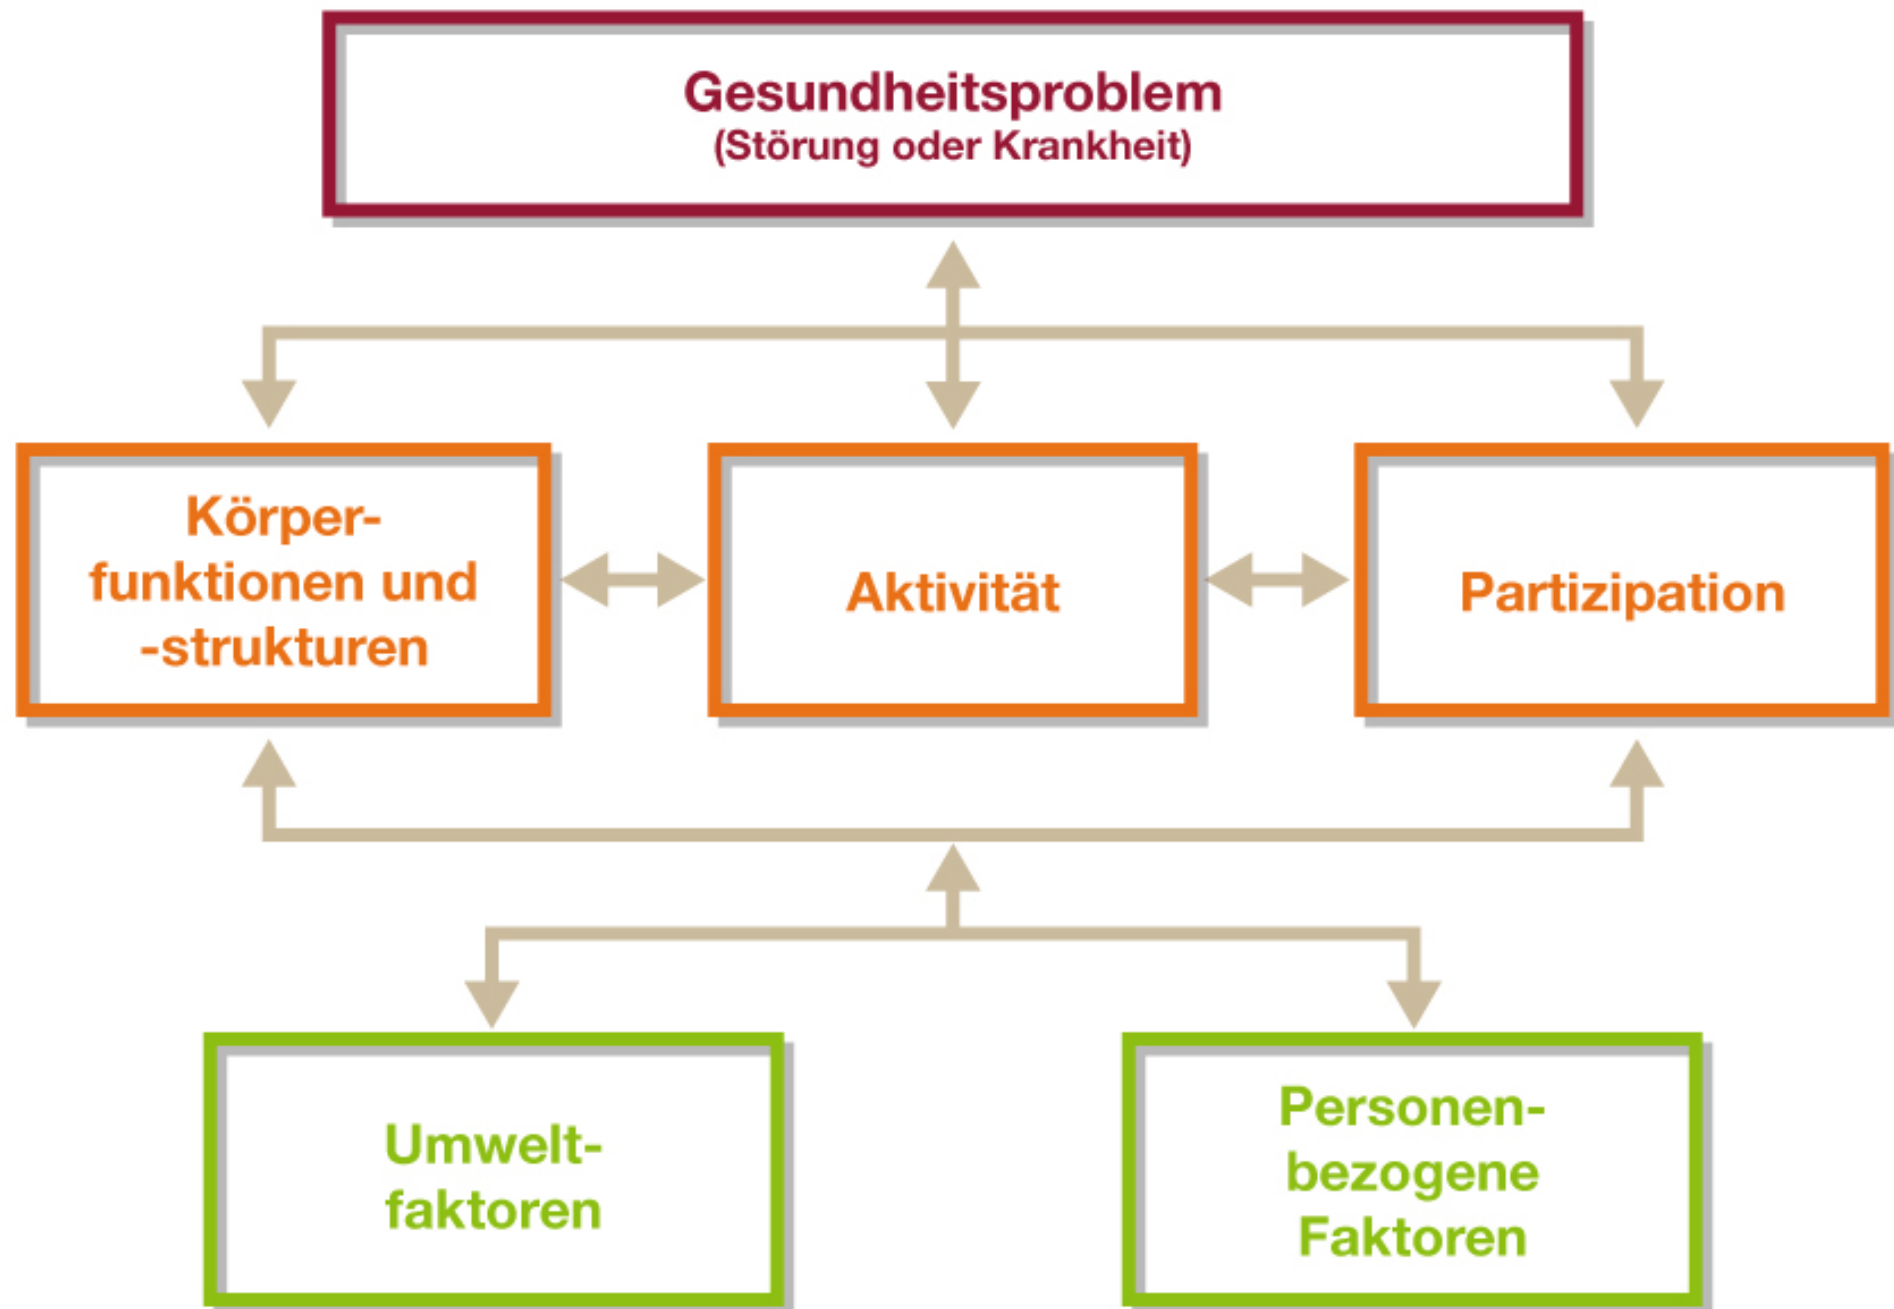 Gesundheitsproblem
(Störung oder Krankheit)
Körper-
funktionen und
-strukturen
Aktivität
Partizipation
Umwelt-
faktoren
Personen-
bezogene
Faktoren